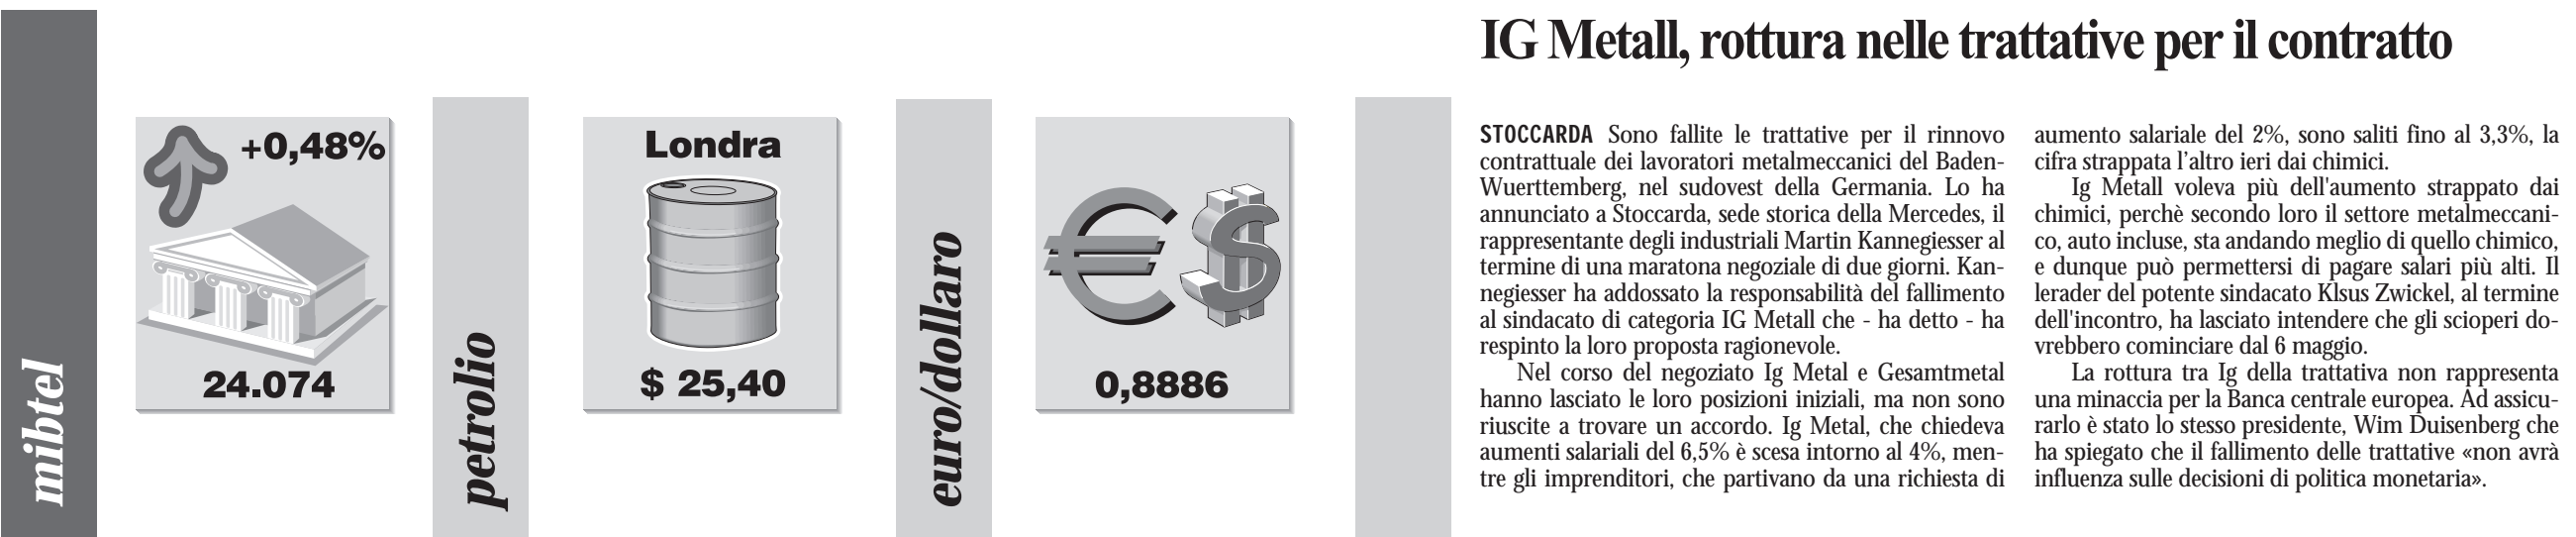 mibtel
+0,48%
24.074
petrolio
Londra
$ 25,40
euro/dollaro
€ $
0,8886
IG Metall, rottura nelle trattative per il contratto
STOCCARDA Sono fallite le trattative per il rinnovo
contrattuale dei lavoratori metalmeccanici del Baden-
Wuerttemberg, nel sudovest della Germania. Lo ha
annunciato a Stoccarda, sede storica della Mercedes, il
rappresentante degli industriali Martin Kannegiesser al
termine di una maratona negoziale di due giorni. Kan-
negiesser ha addossato la responsabilità del fallimento
al sindacato di categoria IG Metall che - ha detto - ha
respinto la loro proposta ragionevole.
Nel corso del negoziato Ig Metal e Gesamtmetal
hanno lasciato le loro posizioni iniziali, ma non sono
riuscite a trovare un accordo. Ig Metal, che chiedeva
aumenti salariali del 6,5% è scesa intorno al 4%, men-
tre gli imprenditori, che partivano da una richiesta di
aumento salariale del 2%, sono saliti fino al 3,3%, la
cifra strappata l’altro ieri dai chimici.
Ig Metall voleva più dell'aumento strappato dai
chimici, perchè secondo loro il settore metalmeccani-
co, auto incluse, sta andando meglio di quello chimico,
e dunque può permettersi di pagare salari più alti. Il
lerader del potente sindacato Klsus Zwickel, al termine
dell'incontro, ha lasciato intendere che gli scioperi do-
vrebbero cominciare dal 6 maggio.
La rottura tra Ig della trattativa non rappresenta
una minaccia per la Banca centrale europea. Ad assicu-
rarlo è stato lo stesso presidente, Wim Duisenberg che
ha spiegato che il fallimento delle trattative «non avrà
influenza sulle decisioni di politica monetaria».